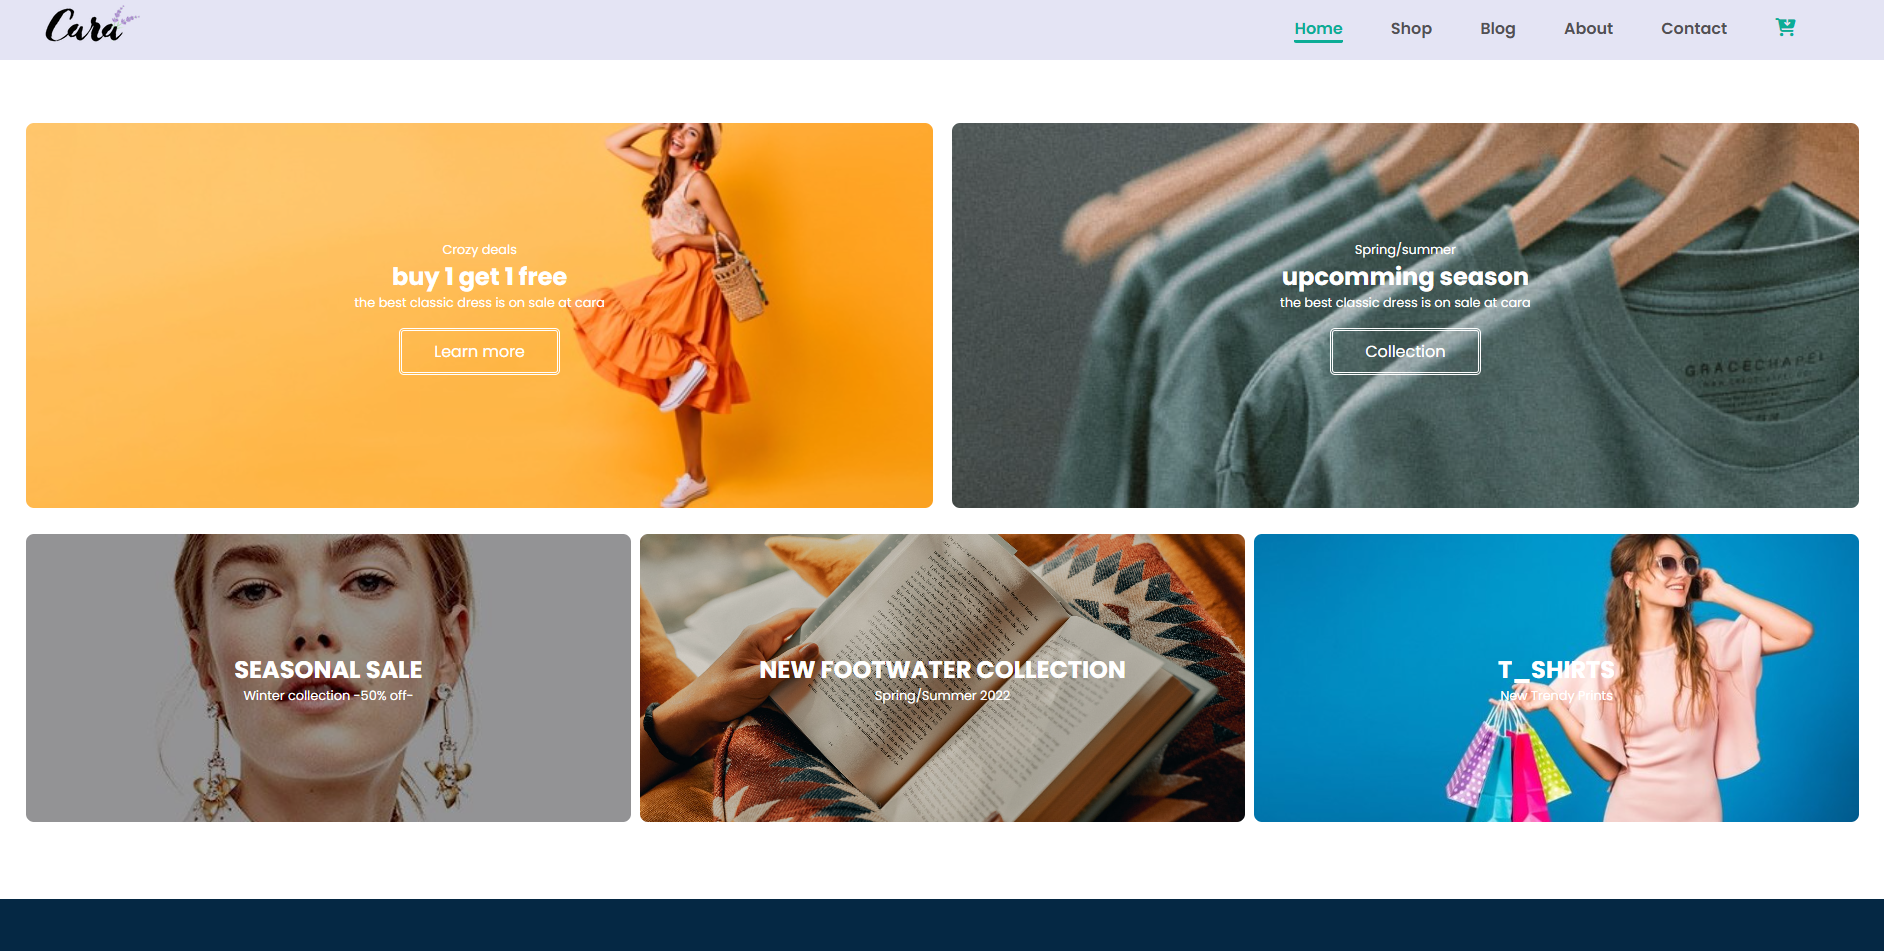 Cara
Home Shop Blog About Contact
Crozy deals
buy 1 get 1 free
the best classic dress is on sale at cara
Learn more
Spring/summer
upcomming season
the best classic dress is on sale at cara
Collection
GRACECHAPEL
SEASONAL SALE
Winter collection -50% off-
NEW FOOTWATER COLLECTION
Spring/Summer 2022
T_SHIRTS
New Trendy Prints